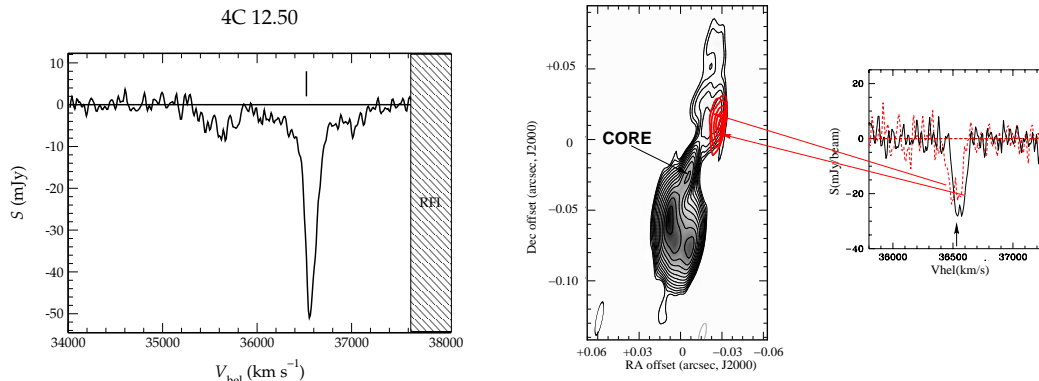 4C 12.50
10
0
-10
-20
-30
-40
-50
S (mJy)
RFI
34000 35000 36000 37000 38000
V_hel (km s⁻¹)
+0.05
0
−0.05
−0.10
Dec offset (arcsec, J2000)
CORE
+0.06 +0.03 0 −0.03 −0.06
RA offset (arcsec, J2000)
20
0
−20
−40
S(mJy/beam)
36000 36500 37000
Vhel(km/s)